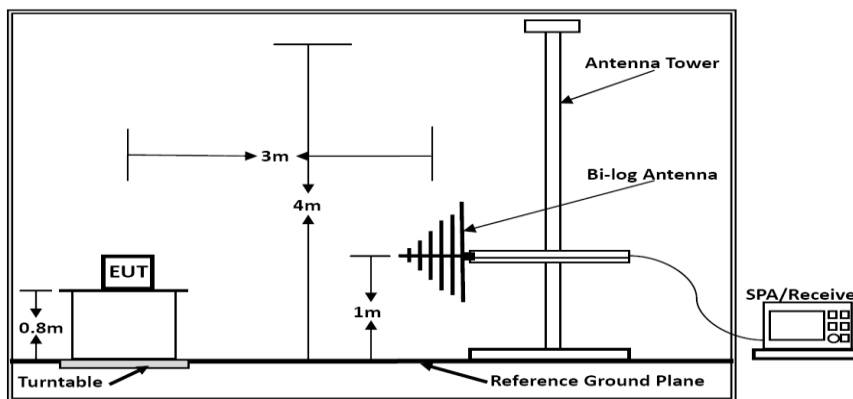 Antenna Tower
3m
Bi-log Antenna
4m
EUT
0.8m
1m
SPA/Receive
Turntable
Reference Ground Plane